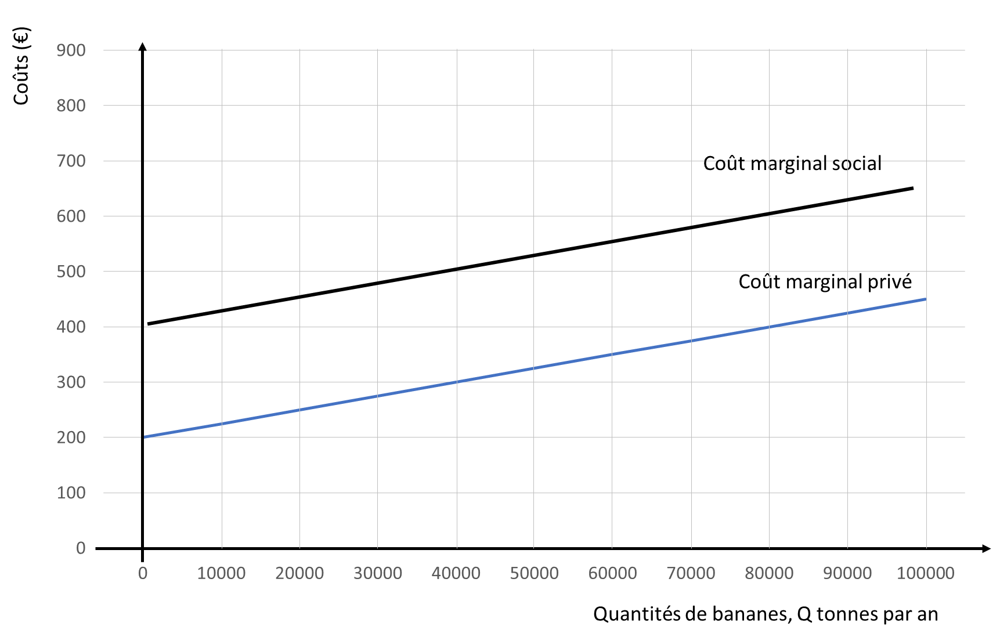 Coûts (€)
900
800
700
600
500
400
300
200
100
0
Coût marginal social
Coût marginal privé
0 10000 20000 30000 40000 50000 60000 70000 80000 90000 100000
Quantités de bananes, Q tonnes par an